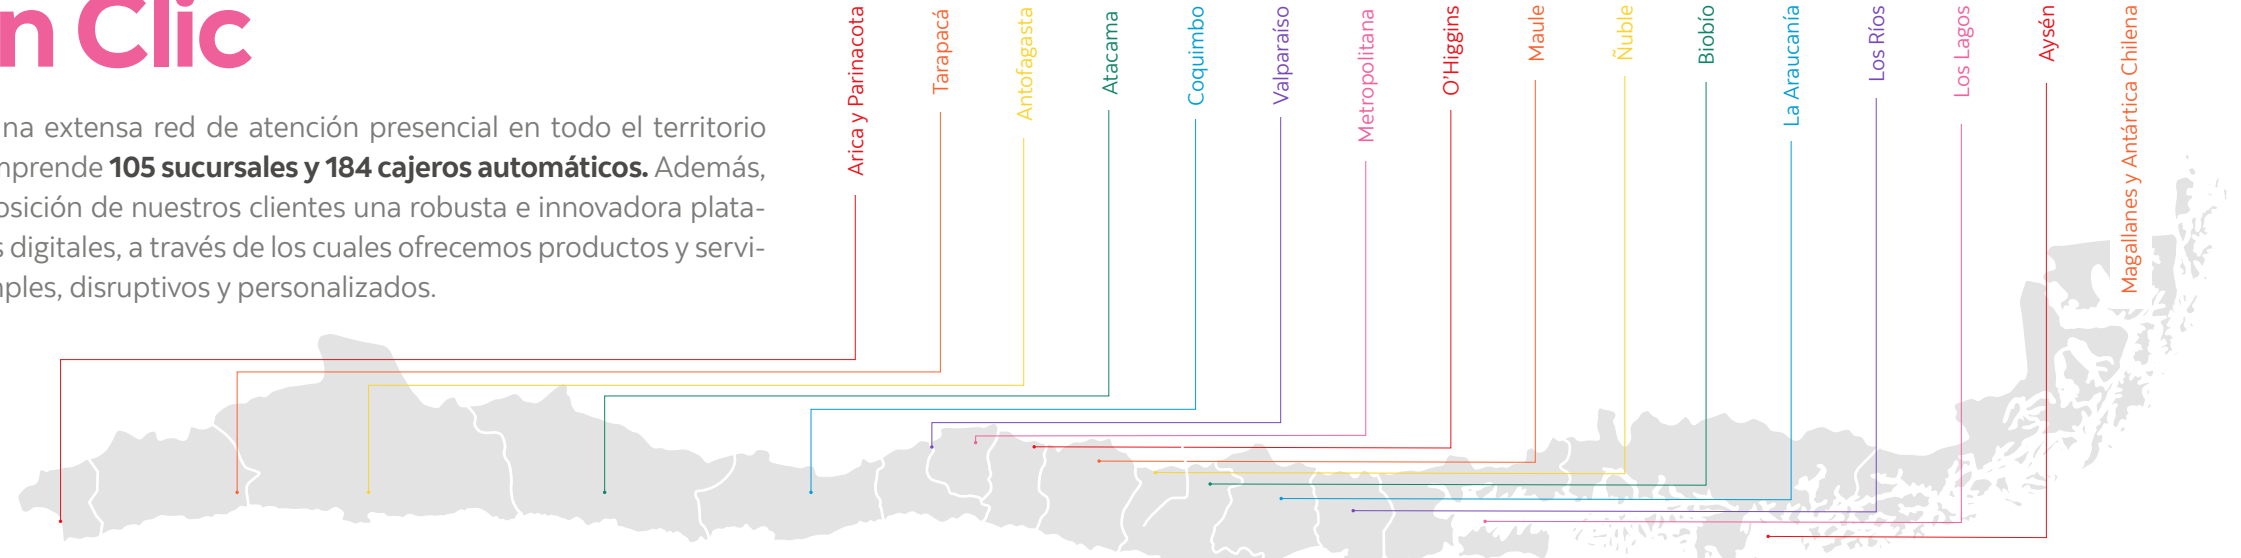 n Clic
na extensa red de atención presencial en todo el territorio
mprende 105 sucursales y 184 cajeros automáticos. Además,
osición de nuestros clientes una robusta e innovadora plata-
s digitales, a través de los cuales ofrecemos productos y servi-
mples, disruptivos y personalizados.
Arica y Parinacota
Tarapacá
Antofagasta
Atacama
Coquimbo
Valparaíso
Metropolitana
O'Higgins
Maule
Ñuble
Biobío
La Araucanía
Los Ríos
Los Lagos
Aysén
Magallanes y Antártica Chilena